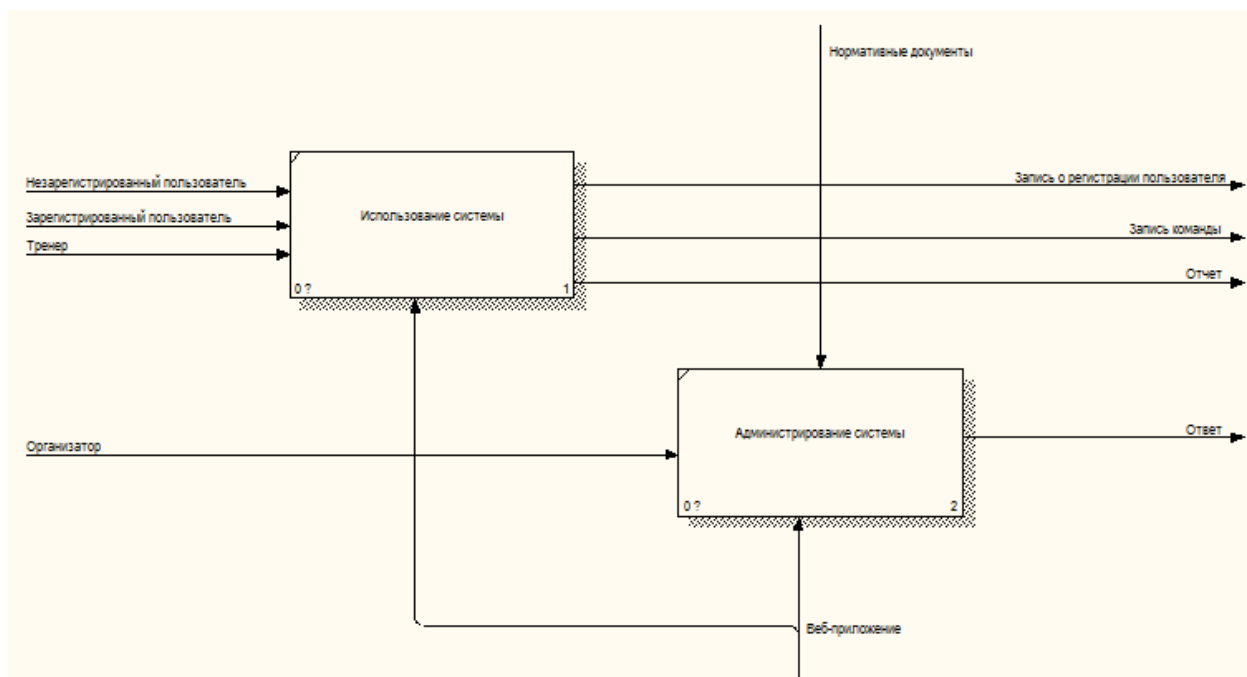 Нормативные документы
Незарегистрированный пользователь
Запись о регистрации пользователя
Зарегистрированный пользователь
Использование системы
Запись команды
Тренер
Отчет
0 ?
1
Организатор
Администрирование системы
Ответ
0 ?
2
Веб-приложение